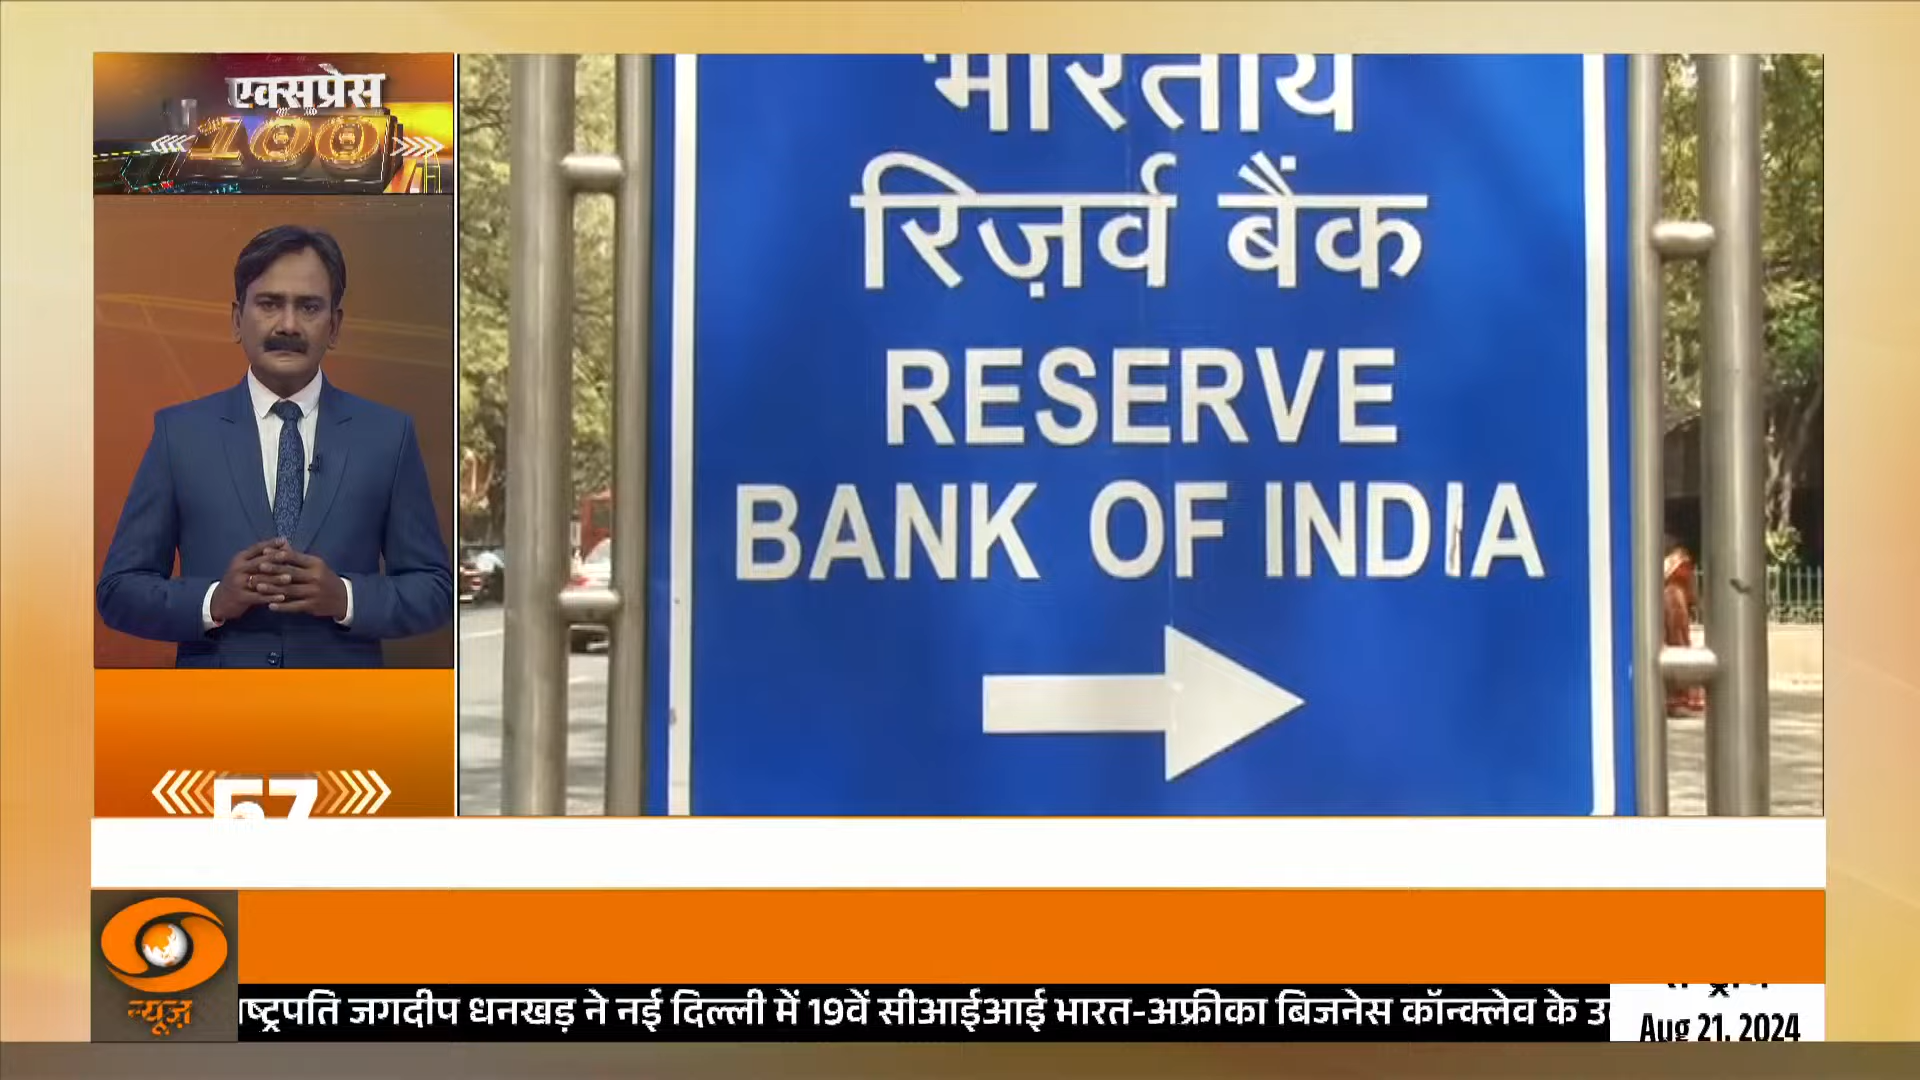 एक्सप्रेस
100
भारतीय
रिज़र्व बैंक
RESERVE
BANK OF INDIA
57
न्यूज़
ष्ट्रपति जगदीप धनखड़ ने नई दिल्ली में 19वें सीआईआई भारत-अफ्रीका बिजनेस कॉन्क्लेव के
Aug 21, 2024